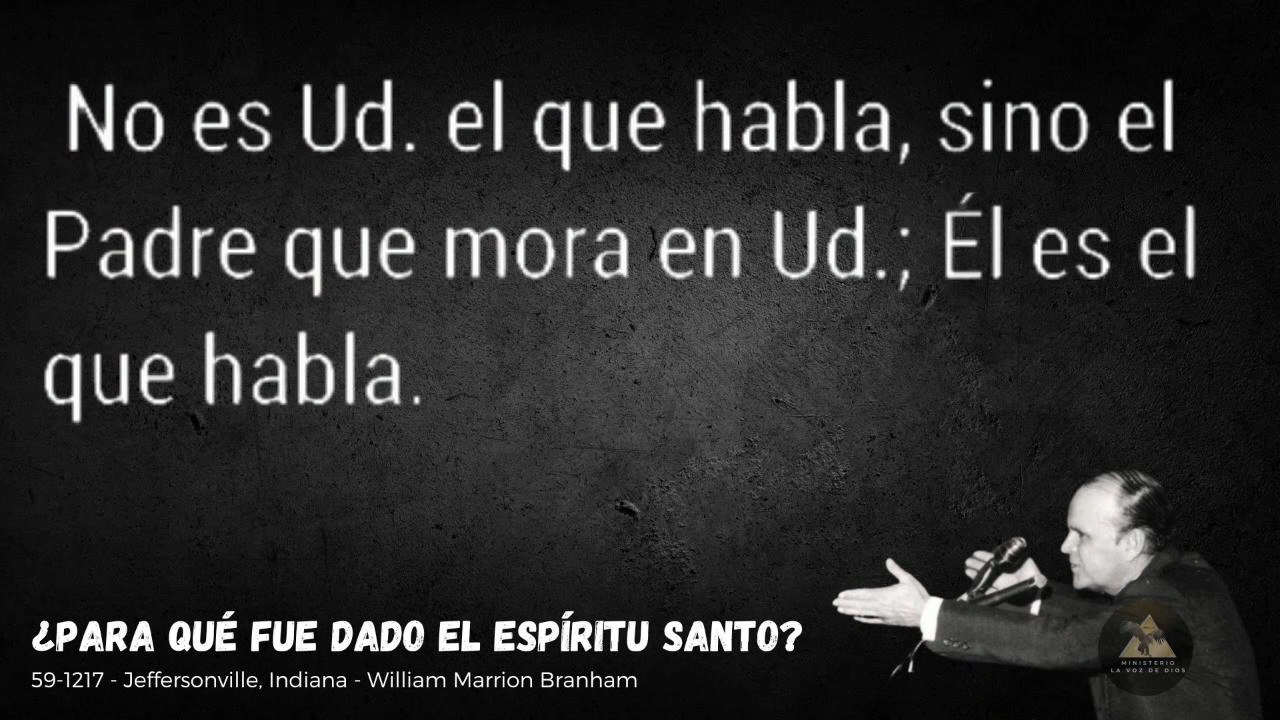 No es Ud. el que habla, sino el
Padre que mora en Ud.; Él es el
que habla.
¿PARA QUÉ FUE DADO EL ESPÍRITU SANTO?
59-1217 - Jeffersonville, Indiana - William Marrion Branham
MINISTERIO
LA VOZ DE DIOS